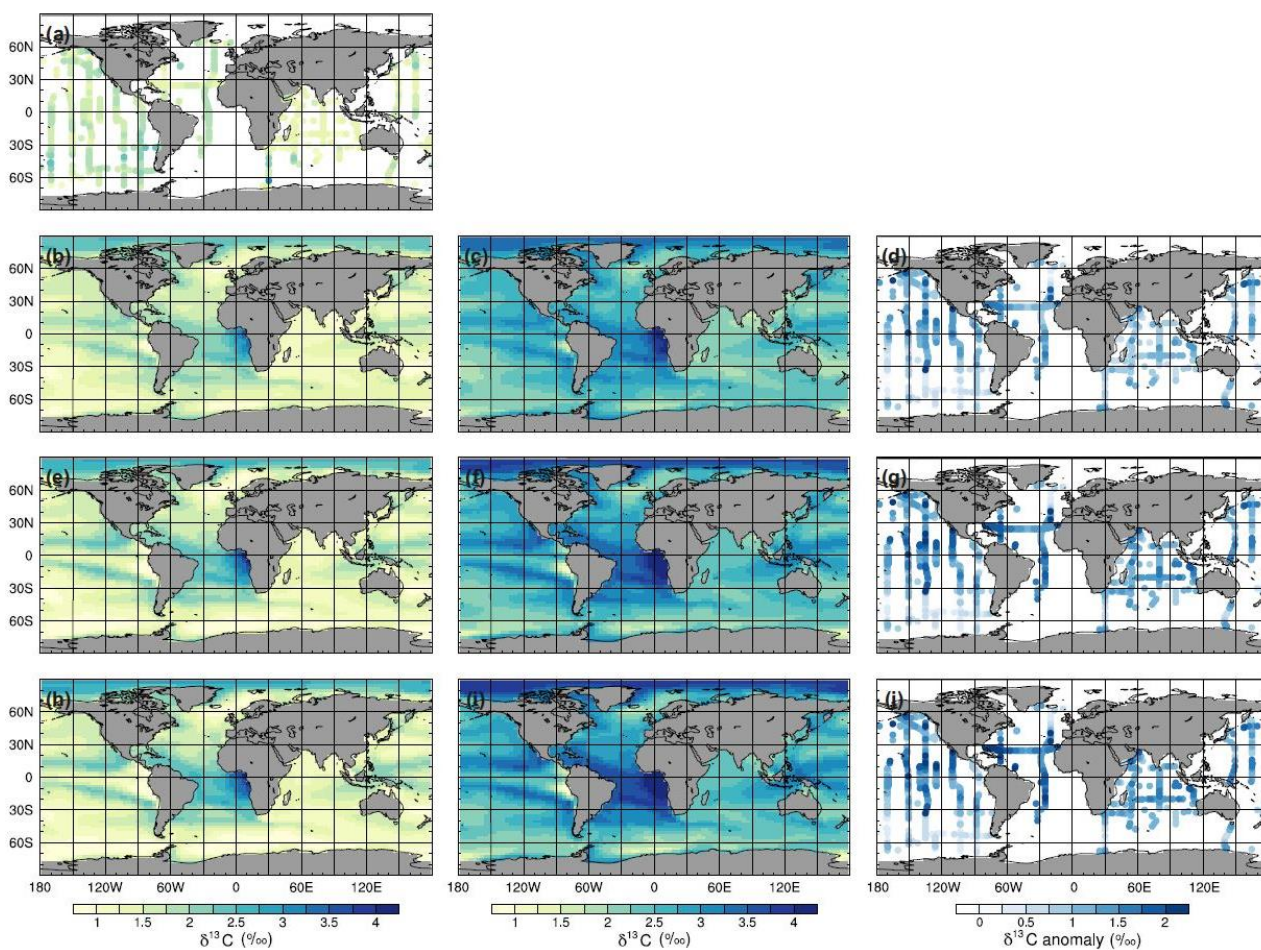 (a)
60N
30N
0
30S
60S
(b) (c) (d)
60N
30N
0
30S
60S
(e) (f) (g)
60N
30N
0
30S
60S
(h) (i) (j)
60N
30N
0
30S
60S
180 120W 60W 0 60E 120E 180 120W 60W 0 60E 120E 180 120W 60W 0 60E 120E
1 1.5 2 2.5 3 3.5 4 1 1.5 2 2.5 3 3.5 4 0 0.5 1 1.5 2
δ¹³C (‰) δ¹³C (‰) δ¹³C anomaly (‰)